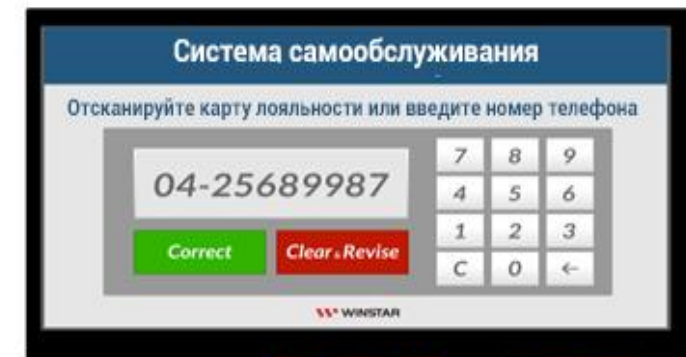 Система самообслуживания
Отсканируйте карту лояльности или введите номер телефона
04-25689987
Correct Clear & Revise
7 8 9
4 5 6
1 2 3
C 0 ←
WINSTAR